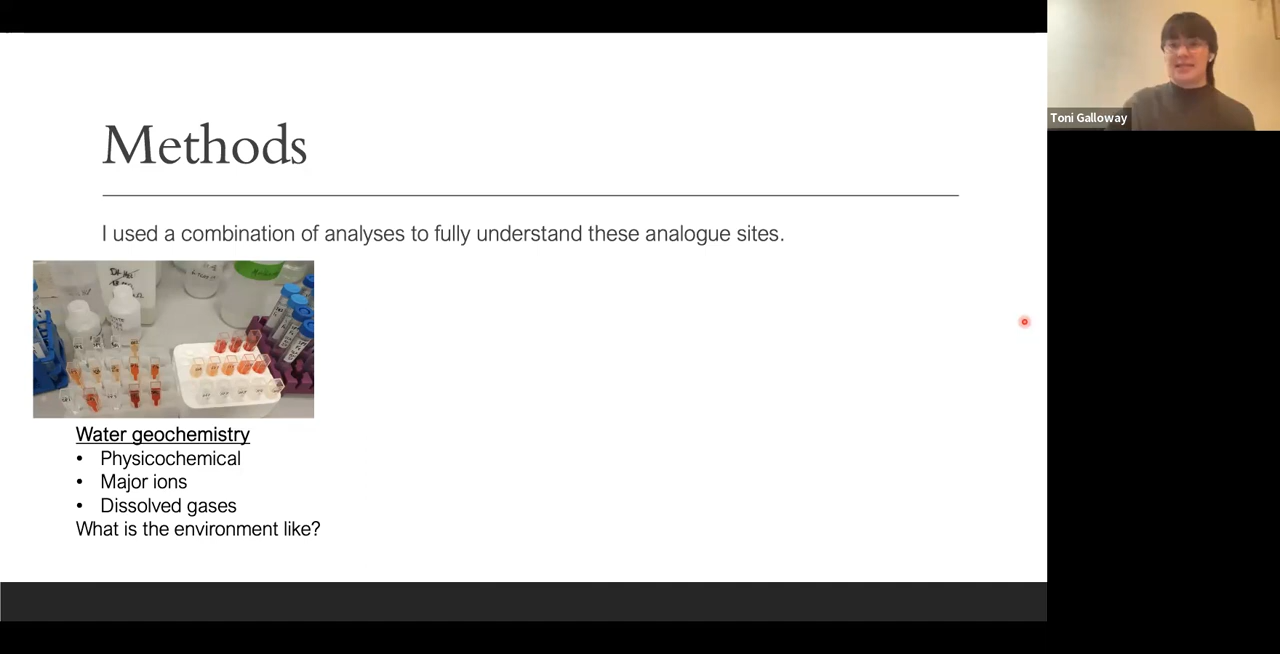 Methods
Toni Galloway
I used a combination of analyses to fully understand these analogue sites.
Water geochemistry
• Physicochemical
• Major ions
• Dissolved gases
What is the environment like?